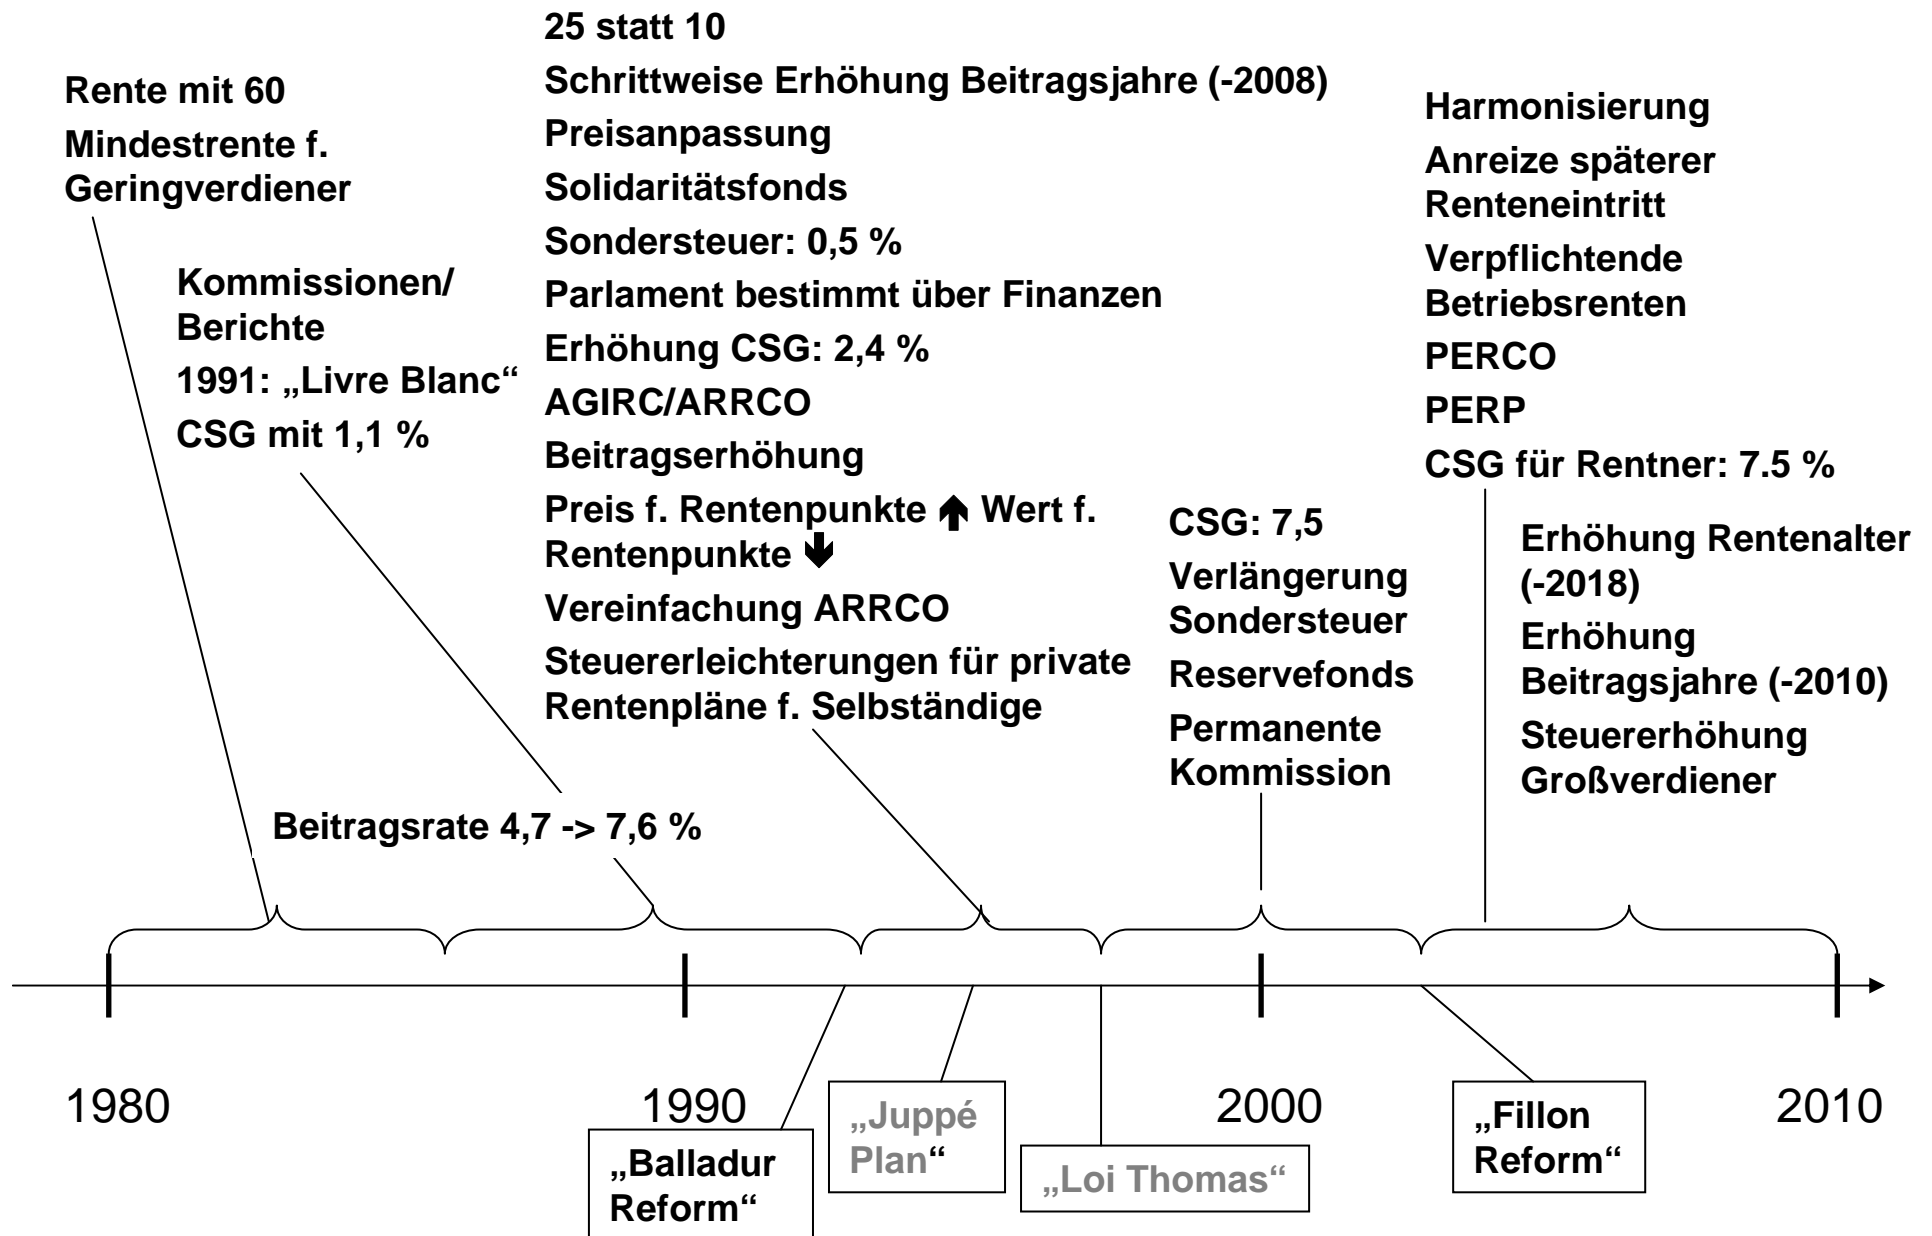 Rente mit 60
Mindestrente f.
Geringverdiener
Kommissionen/
Berichte
1991: „Livre Blanc“
CSG mit 1,1 %
Beitragsrate 4,7 -> 7,6 %
25 statt 10
Schrittweise Erhöhung Beitragsjahre (-2008)
Preisanpassung
Solidaritätsfonds
Sondersteuer: 0,5 %
Parlament bestimmt über Finanzen
Erhöhung CSG: 2,4 %
AGIRC/ARRCO
Beitragserhöhung
Preis f. Rentenpunkte 🡅 Wert f.
Rentenpunkte 🡇
Vereinfachung ARRCO
Steuererleichterungen für private
Rentenpläne f. Selbständige
CSG: 7,5
Verlängerung
Sondersteuer
Reservefonds
Permanente
Kommission
Harmonisierung
Anreize späterer
Renteneintritt
Verpflichtende
Betriebsrenten
PERCO
PERP
CSG für Rentner: 7.5 %
Erhöhung Rentenalter
(-2018)
Erhöhung
Beitragsjahre (-2010)
Steuererhöhung
Großverdiener
1980
1990
2000
2010
„Balladur
Reform“
„Juppé
Plan“
„Loi Thomas“
„Fillon
Reform“